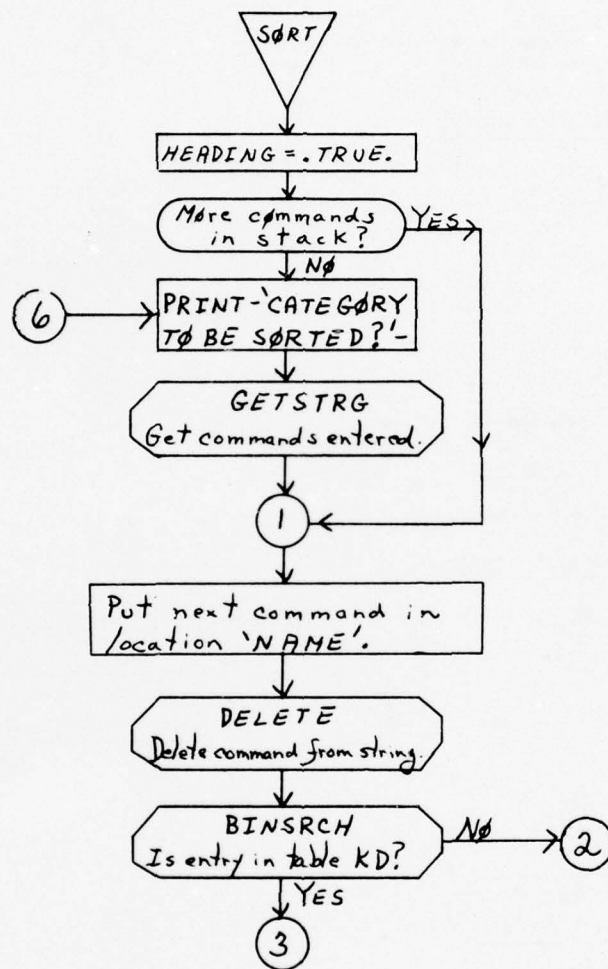 SØRT
HEADING = .TRUE.
Møre cømmands
in stack?
YES
NØ
6
PRINT-'CATEGØRY
TØ BE SØRTED?'-
GETSTRG
Get commands entered.
1
Put next command in
location 'NAME'.
DELETE
Delete command from string.
BINSRCH
Is entry in table KD?
NØ
2
YES
3